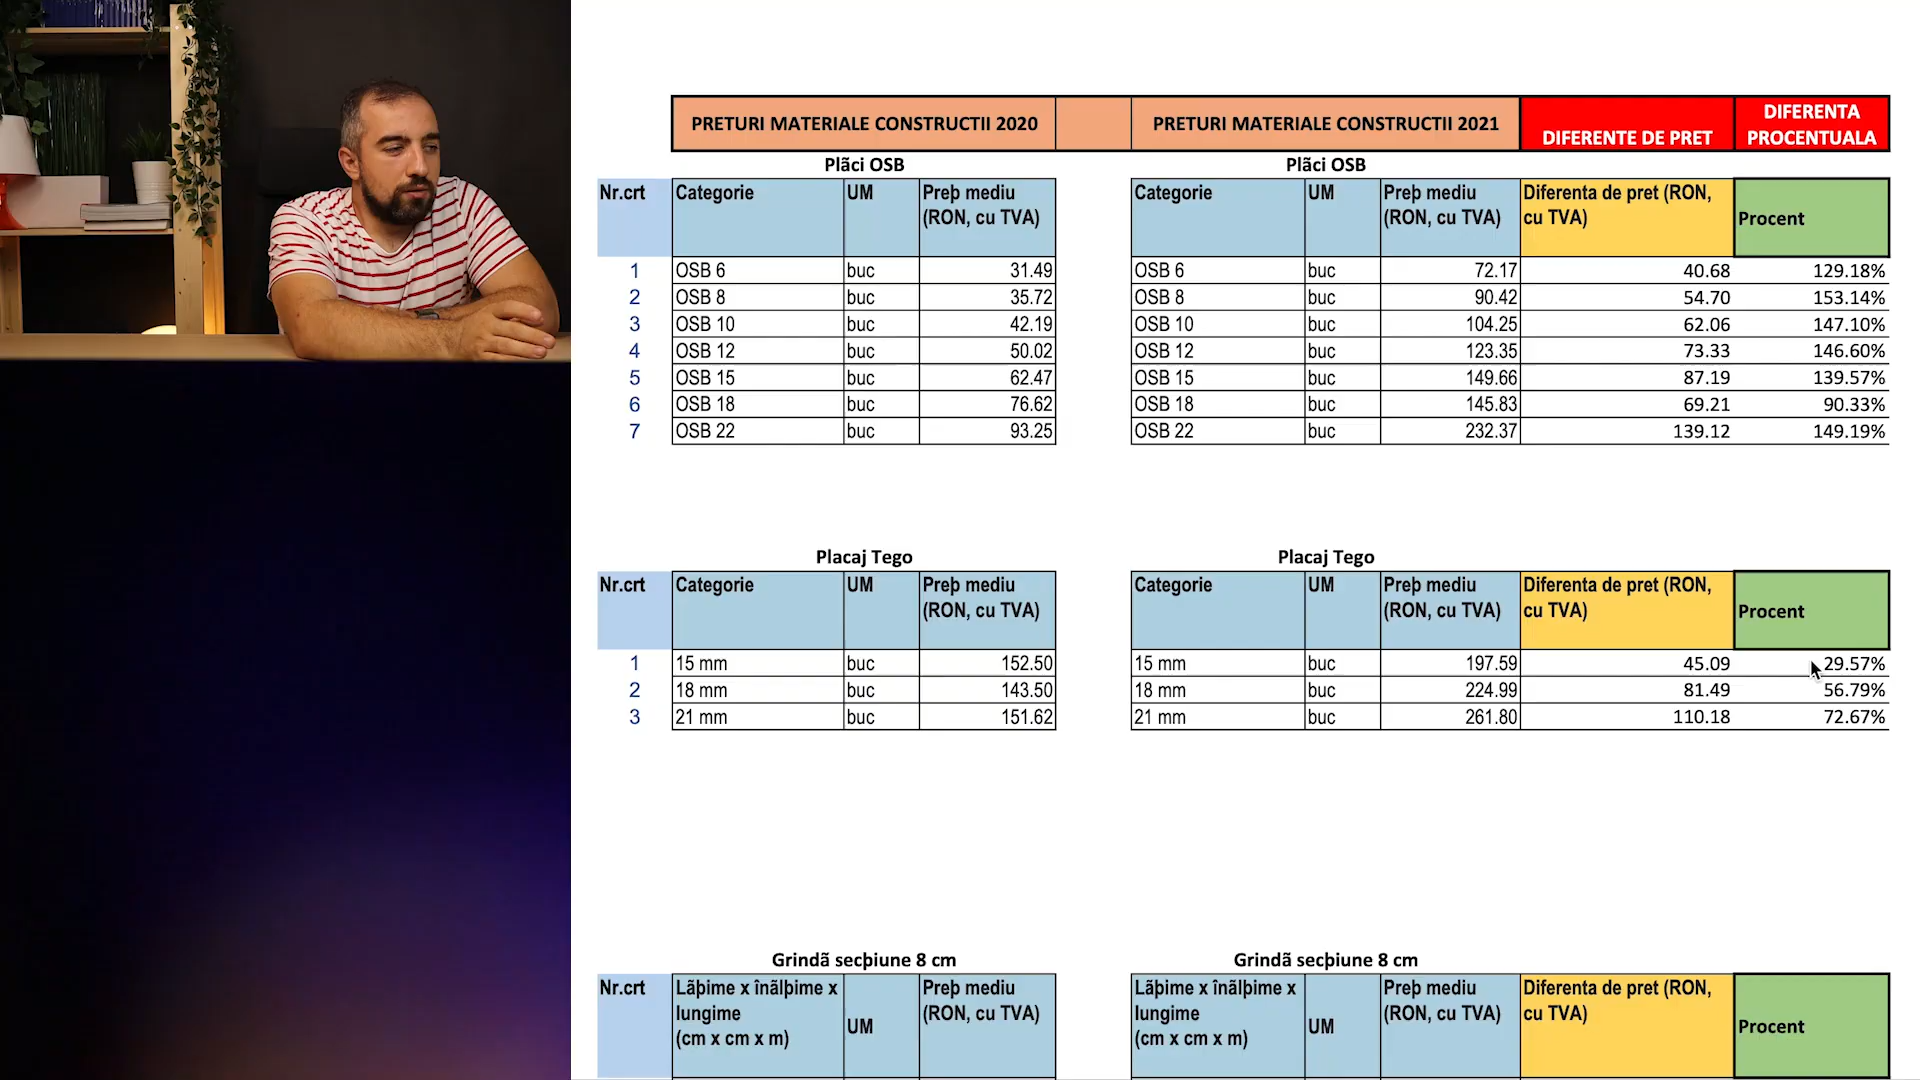 PRETURI MATERIALE CONSTRUCTII 2020 PRETURI MATERIALE CONSTRUCTII 2021 DIFERENTE DE PRET DIFERENTA PROCENTUALA
Plãci OSB Plãci OSB
Nr.crt Categorie UM Preþ mediu (RON, cu TVA) Categorie UM Preþ mediu (RON, cu TVA) Diferenta de pret (RON, cu TVA) Procent
1 OSB 6 buc 31.49 OSB 6 buc 72.17 40.68 129.18%
2 OSB 8 buc 35.72 OSB 8 buc 90.42 54.70 153.14%
3 OSB 10 buc 42.19 OSB 10 buc 104.25 62.06 147.10%
4 OSB 12 buc 50.02 OSB 12 buc 123.35 73.33 146.60%
5 OSB 15 buc 62.47 OSB 15 buc 149.66 87.19 139.57%
6 OSB 18 buc 76.62 OSB 18 buc 145.83 69.21 90.33%
7 OSB 22 buc 93.25 OSB 22 buc 232.37 139.12 149.19%
Placaj Tego Placaj Tego
Nr.crt Categorie UM Preþ mediu (RON, cu TVA) Categorie UM Preþ mediu (RON, cu TVA) Diferenta de pret (RON, cu TVA) Procent
1 15 mm buc 152.50 15 mm buc 197.59 45.09 29.57%
2 18 mm buc 143.50 18 mm buc 224.99 81.49 56.79%
3 21 mm buc 151.62 21 mm buc 261.80 110.18 72.67%
Grindã secþiune 8 cm Grindã secþiune 8 cm
Nr.crt Lãþime x înãlþime x lungime (cm x cm x m) UM Preþ mediu (RON, cu TVA) Lãþime x înãlþime x lungime (cm x cm x m) UM Preþ mediu (RON, cu TVA) Diferenta de pret (RON, cu TVA) Procent